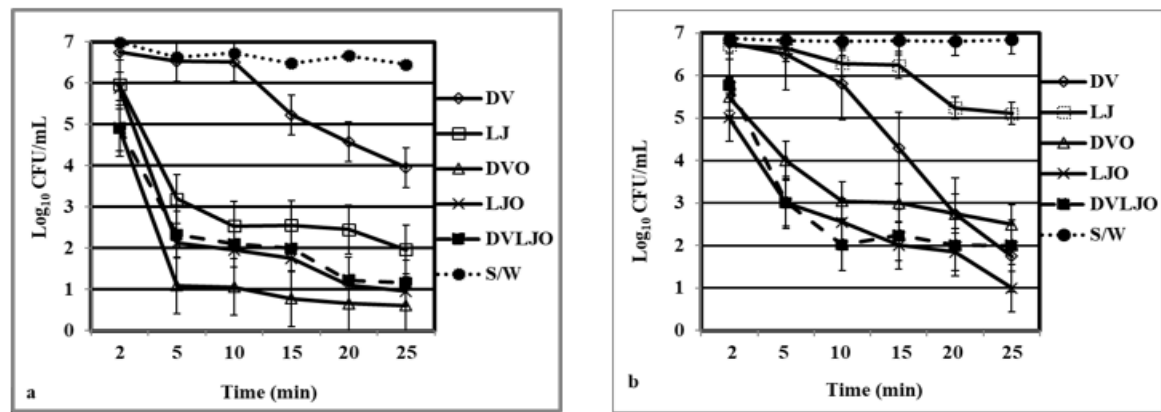 7
6
5
4
3
2
1
0
Log₁₀ CFU/mL
2 5 10 15 20 25
Time (min)
a
DV
LJ
DVO
LJO
DVLJO
S/W
7
6
5
4
3
2
1
0
Log₁₀ CFU/mL
2 5 10 15 20 25
Time (min)
b
DV
LJ
DVO
LJO
DVLJO
S/W